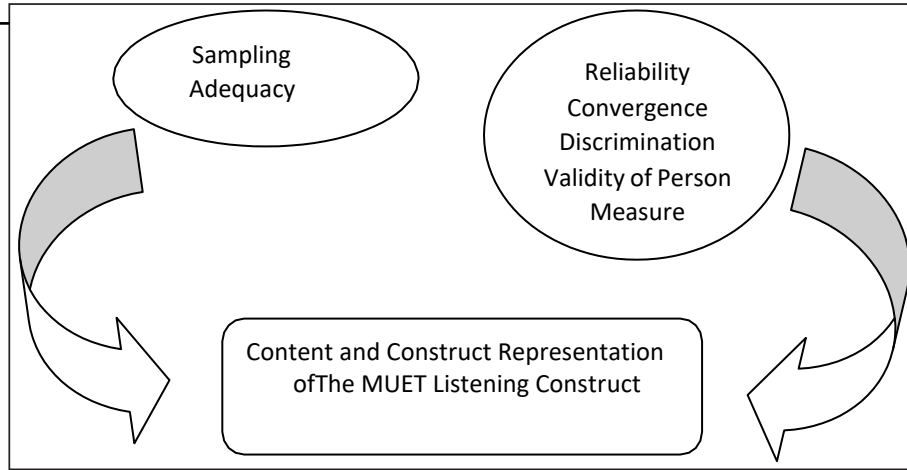 Sampling
Adequacy
Reliability
Convergence
Discrimination
Validity of Person
Measure
Content and Construct Representation
ofThe MUET Listening Construct